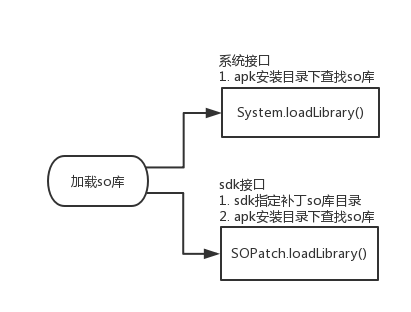 系统接口
1. apk安装目录下查找so库
System.loadLibrary()
加载so库
sdk接口
1. sdk指定补丁so库目录
2. apk安装目录下查找so库
SOPatch.loadLibrary()